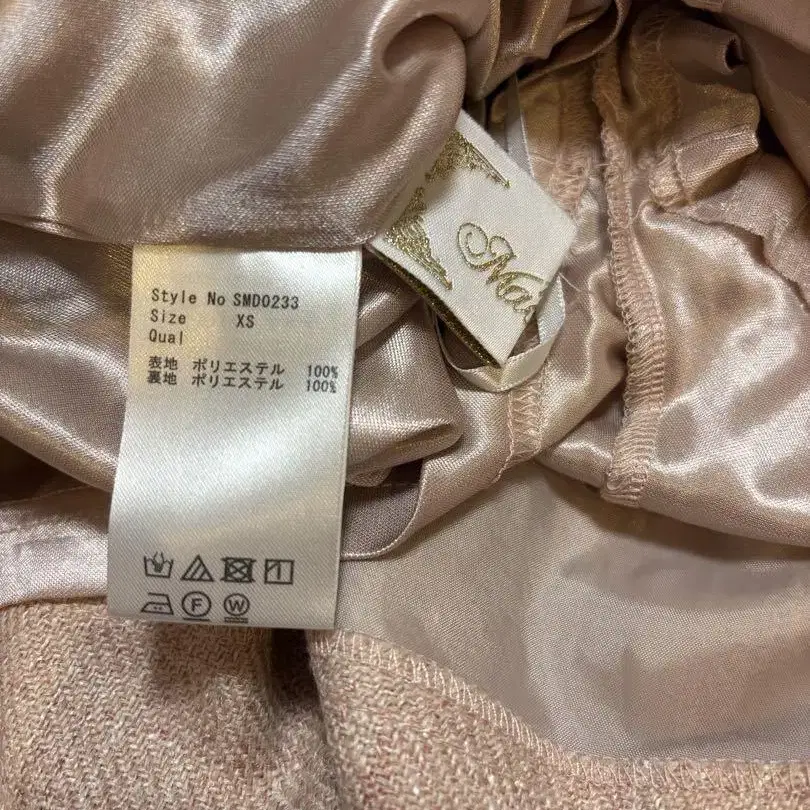 Style No SMD0233
Size XS
Qual
表地 ポリエステル 100%
裏地 ポリエステル 100%
F
W